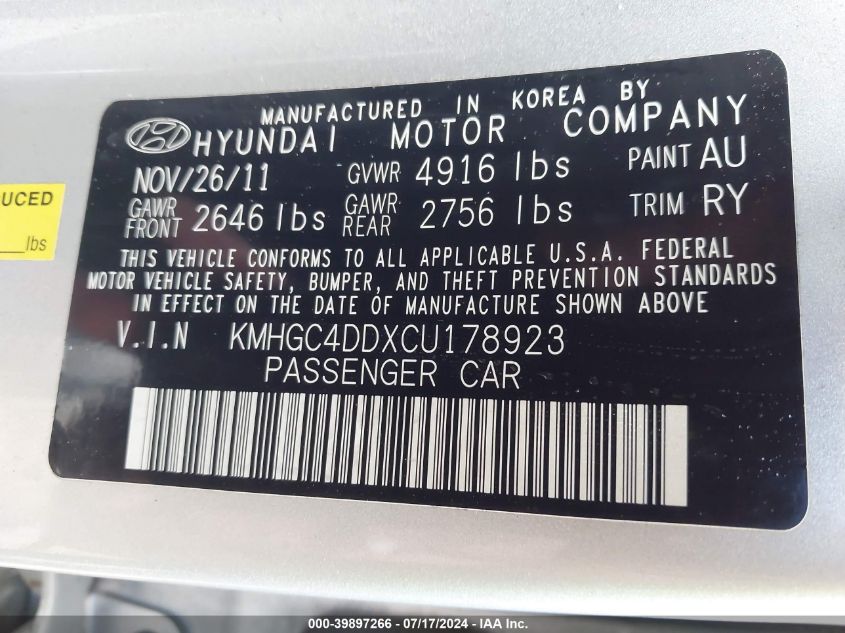 MANUFACTURED IN KOREA BY
HYUNDAI MOTOR COMPANY
NOV/26/11 GVWR 4916 lbs PAINT AU
GAWR FRONT 2646 lbs GAWR REAR 2756 lbs TRIM RY
THIS VEHICLE CONFORMS TO ALL APPLICABLE U.S.A. FEDERAL
MOTOR VEHICLE SAFETY, BUMPER, AND THEFT PREVENTION STANDARDS
IN EFFECT ON THE DATE OF MANUFACTURE SHOWN ABOVE
V.I.N KMHGC4DDXCU178923
PASSENGER CAR
lbs
000-39897266 / 07/17/2024 - IAA Inc.